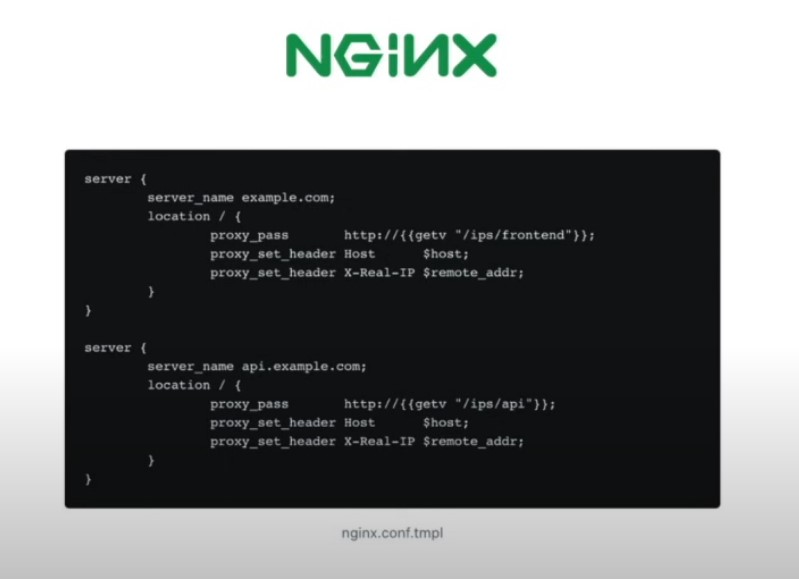 NGINX
server {
server_name example.com;
location / {
proxy_pass http://{{getv "/ips/frontend"}};
proxy_set_header Host $host;
proxy_set_header X-Real-IP $remote_addr;
}
}
server {
server_name api.example.com;
location / {
proxy_pass http://{{getv "/ips/api"}};
proxy_set_header Host $host;
proxy_set_header X-Real-IP $remote_addr;
}
}
nginx.conf.tmpl